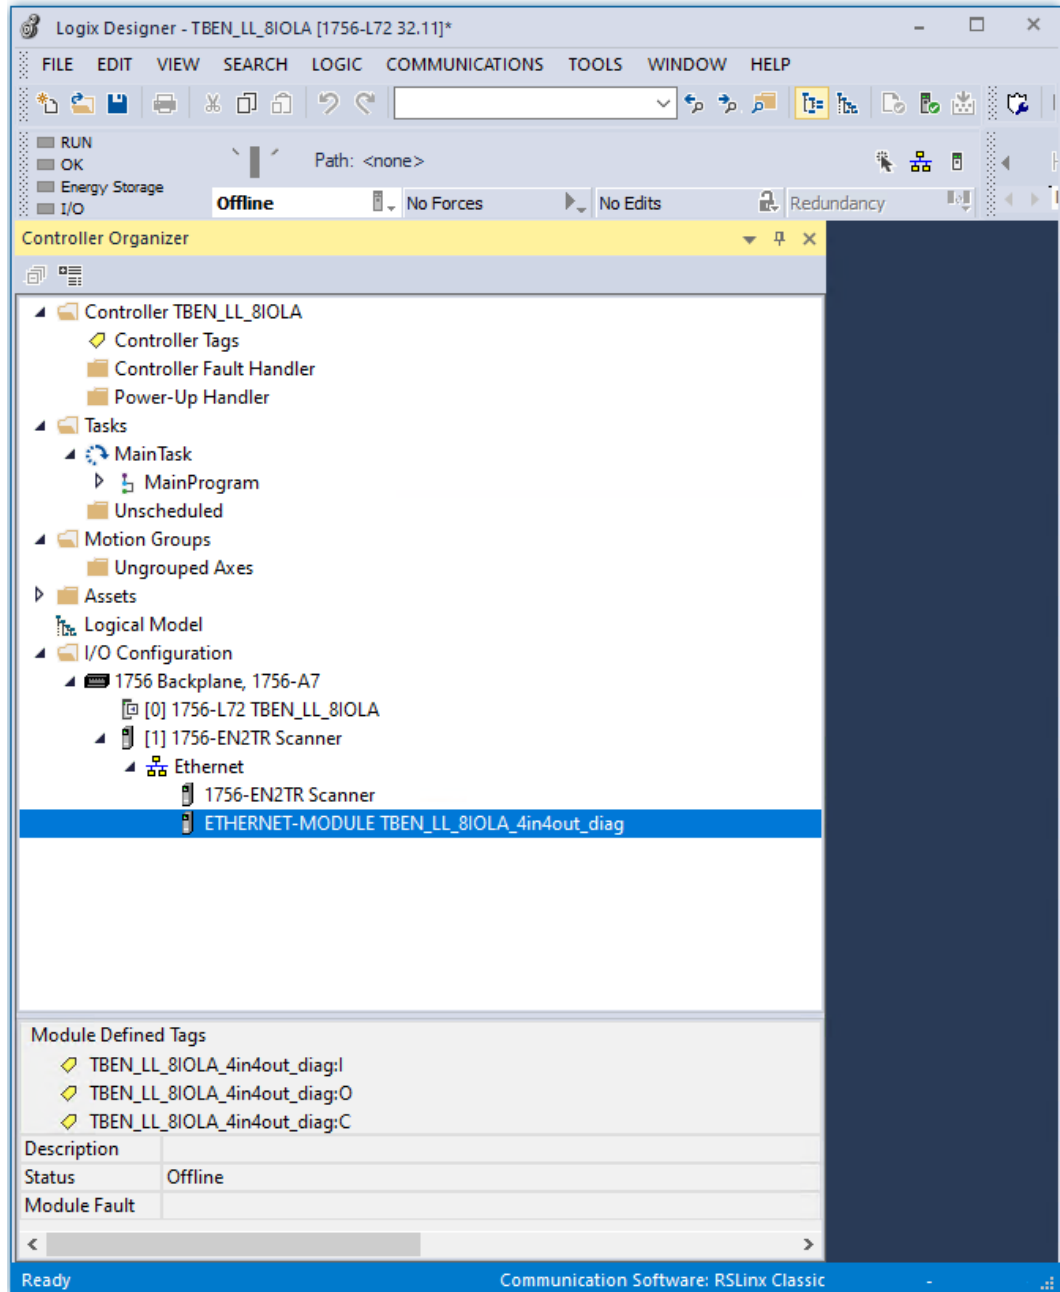 Logix Designer - TBEN_LL_8IOLA [1756-L72 32.11]*
FILE EDIT VIEW SEARCH LOGIC COMMUNICATIONS TOOLS WINDOW HELP
RUN
OK
Energy Storage
I/O
Path: <none>
Offline No Forces No Edits Redundancy
Controller Organizer
Controller TBEN_LL_8IOLA
Controller Tags
Controller Fault Handler
Power-Up Handler
Tasks
MainTask
MainProgram
Unscheduled
Motion Groups
Ungrouped Axes
Assets
Logical Model
I/O Configuration
1756 Backplane, 1756-A7
[0] 1756-L72 TBEN_LL_8IOLA
[1] 1756-EN2TR Scanner
Ethernet
1756-EN2TR Scanner
ETHERNET-MODULE TBEN_LL_8IOLA_4in4out_diag
Module Defined Tags
TBEN_LL_8IOLA_4in4out_diag:I
TBEN_LL_8IOLA_4in4out_diag:O
TBEN_LL_8IOLA_4in4out_diag:C
Description
Status Offline
Module Fault
Ready Communication Software: RSLinx Classic -